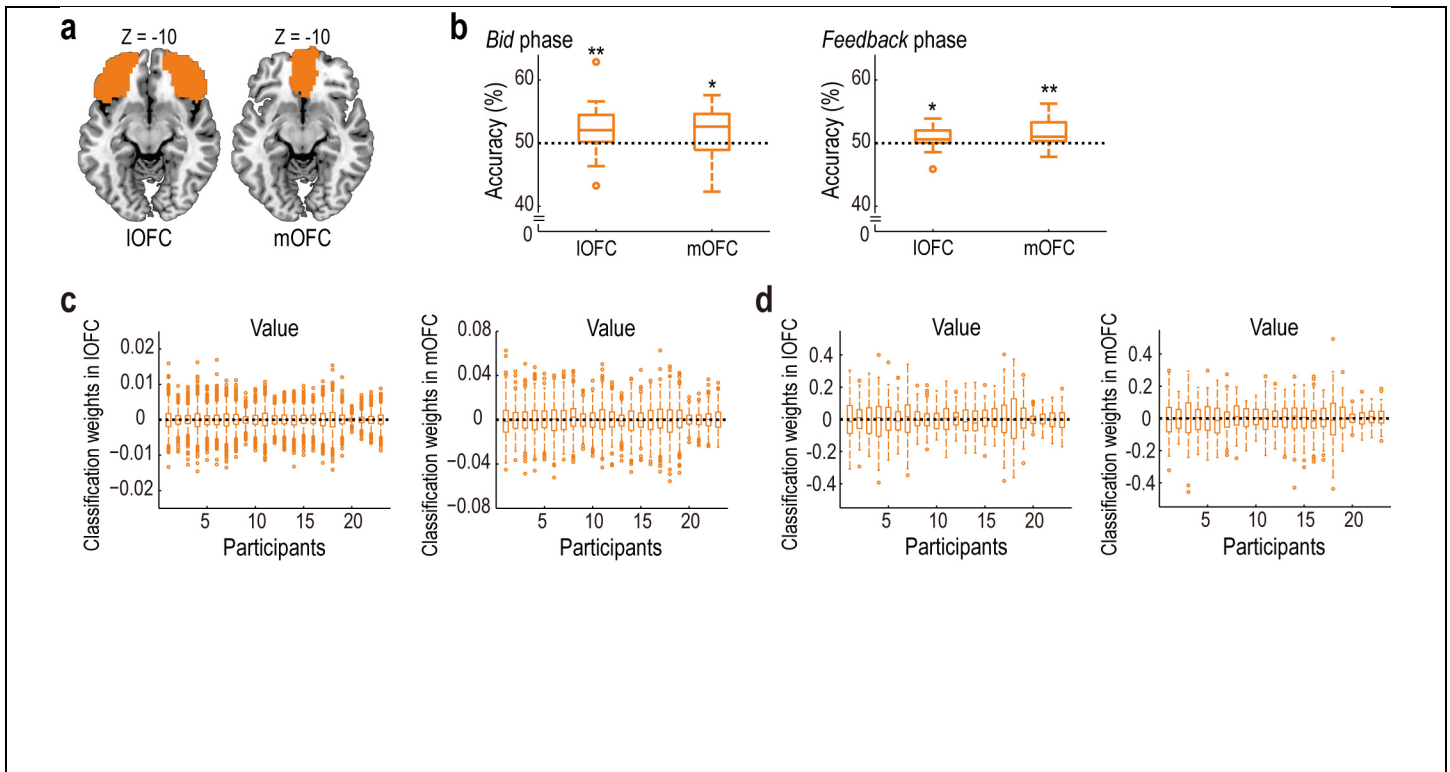 a
Z = -10
Z = -10
lOFC
mOFC
b
Bid phase
Accuracy (%)
60
50
40
0
**
*
lOFC
mOFC
Feedback phase
Accuracy (%)
60
50
40
0
*
**
lOFC
mOFC
c
Value
Classification weights in lOFC
0.02
0.01
0
−0.01
−0.02
5 10 15 20
Participants
Value
Classification weights in mOFC
0.08
0.04
0
−0.04
−0.08
5 10 15 20
Participants
d
Value
Classification weights in lOFC
0.4
0.2
0
-0.2
-0.4
5 10 15 20
Participants
Value
Classification weights in mOFC
0.4
0.2
0
-0.2
-0.4
5 10 15 20
Participants